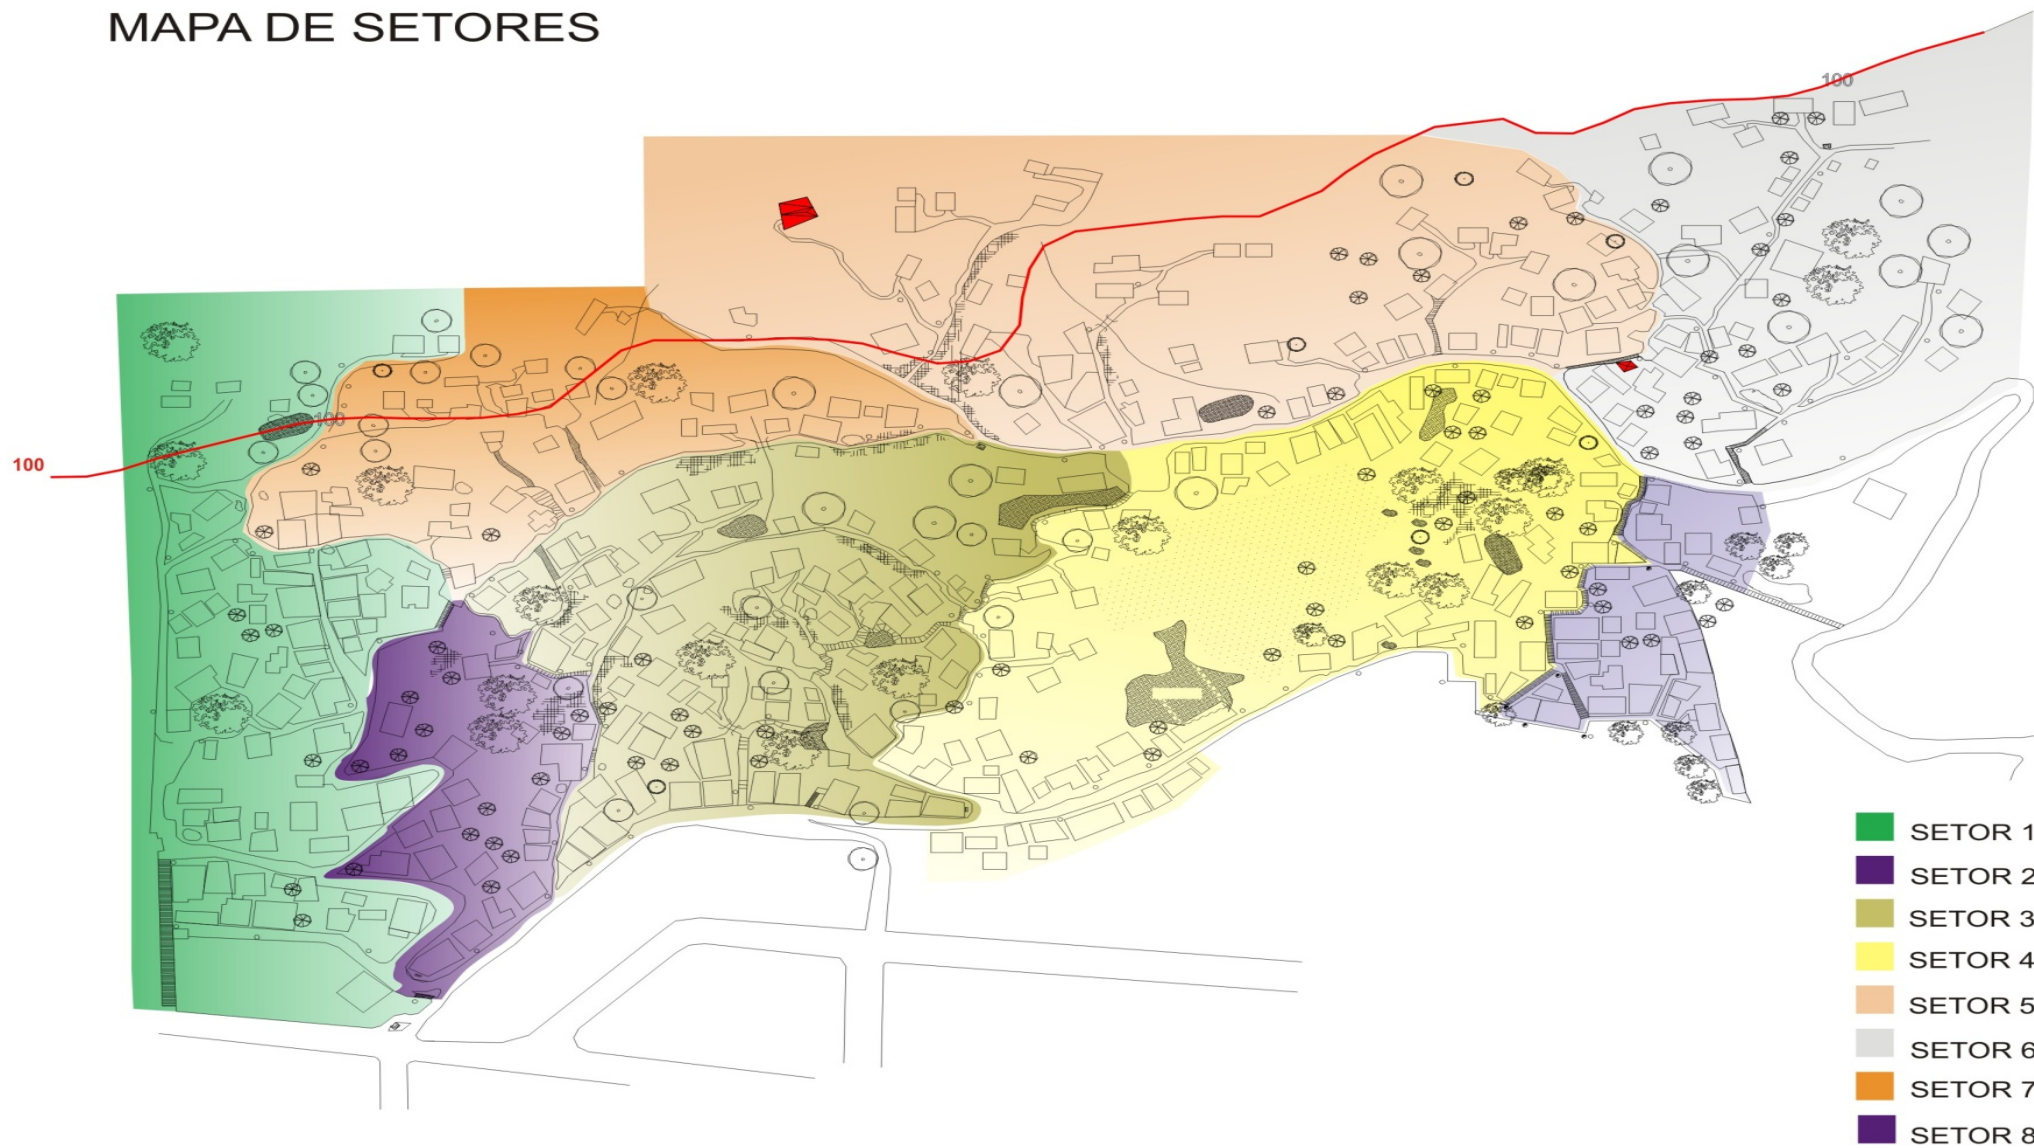 MAPA DE SETORES
100
100
100
SETOR 1
SETOR 2
SETOR 3
SETOR 4
SETOR 5
SETOR 6
SETOR 7
SETOR 8